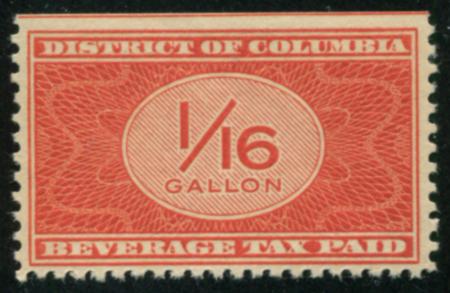 DISTRICT OF COLUMBIA
1/16
GALLON
BEVERAGE TAX PAID